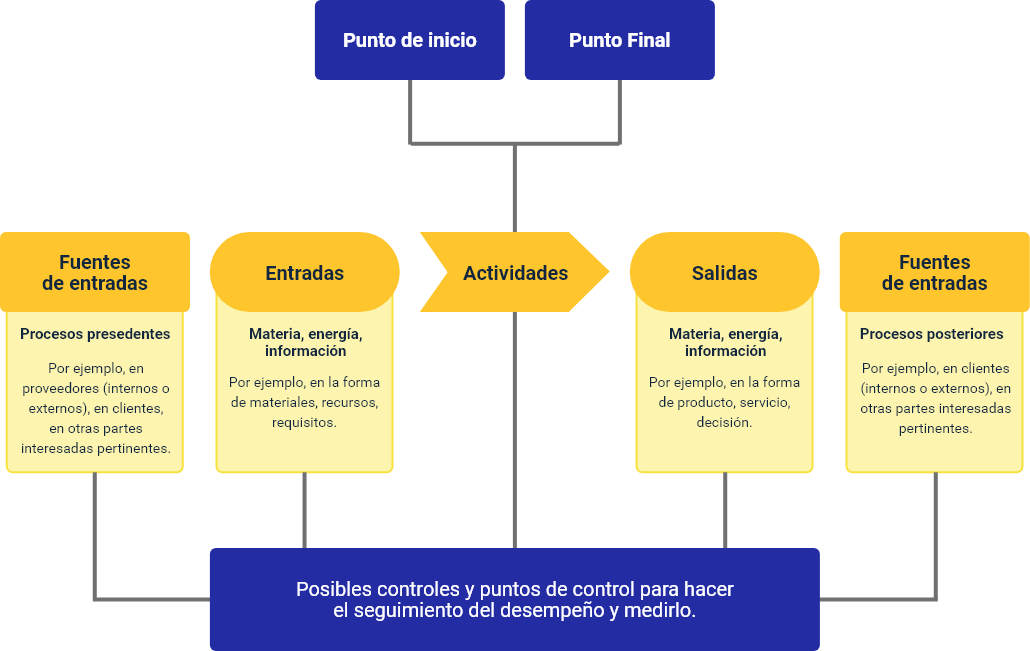 Punto de inicio
Punto Final
Fuentes
de entradas
Entradas
Actividades
Salidas
Fuentes
de entradas
Procesos presedentes
Por ejemplo, en
proveedores (internos o
externos), en clientes,
en otras partes
interesadas pertinentes.
Materia, energía,
información
Por ejemplo, en la forma
de materiales, recursos,
requisitos.
Materia, energía,
información
Por ejemplo, en la forma
de producto, servicio,
decisión.
Procesos posteriores
Por ejemplo, en clientes
(internos o externos), en
otras partes interesadas
pertinentes.
Posibles controles y puntos de control para hacer
el seguimiento del desempeño y medirlo.